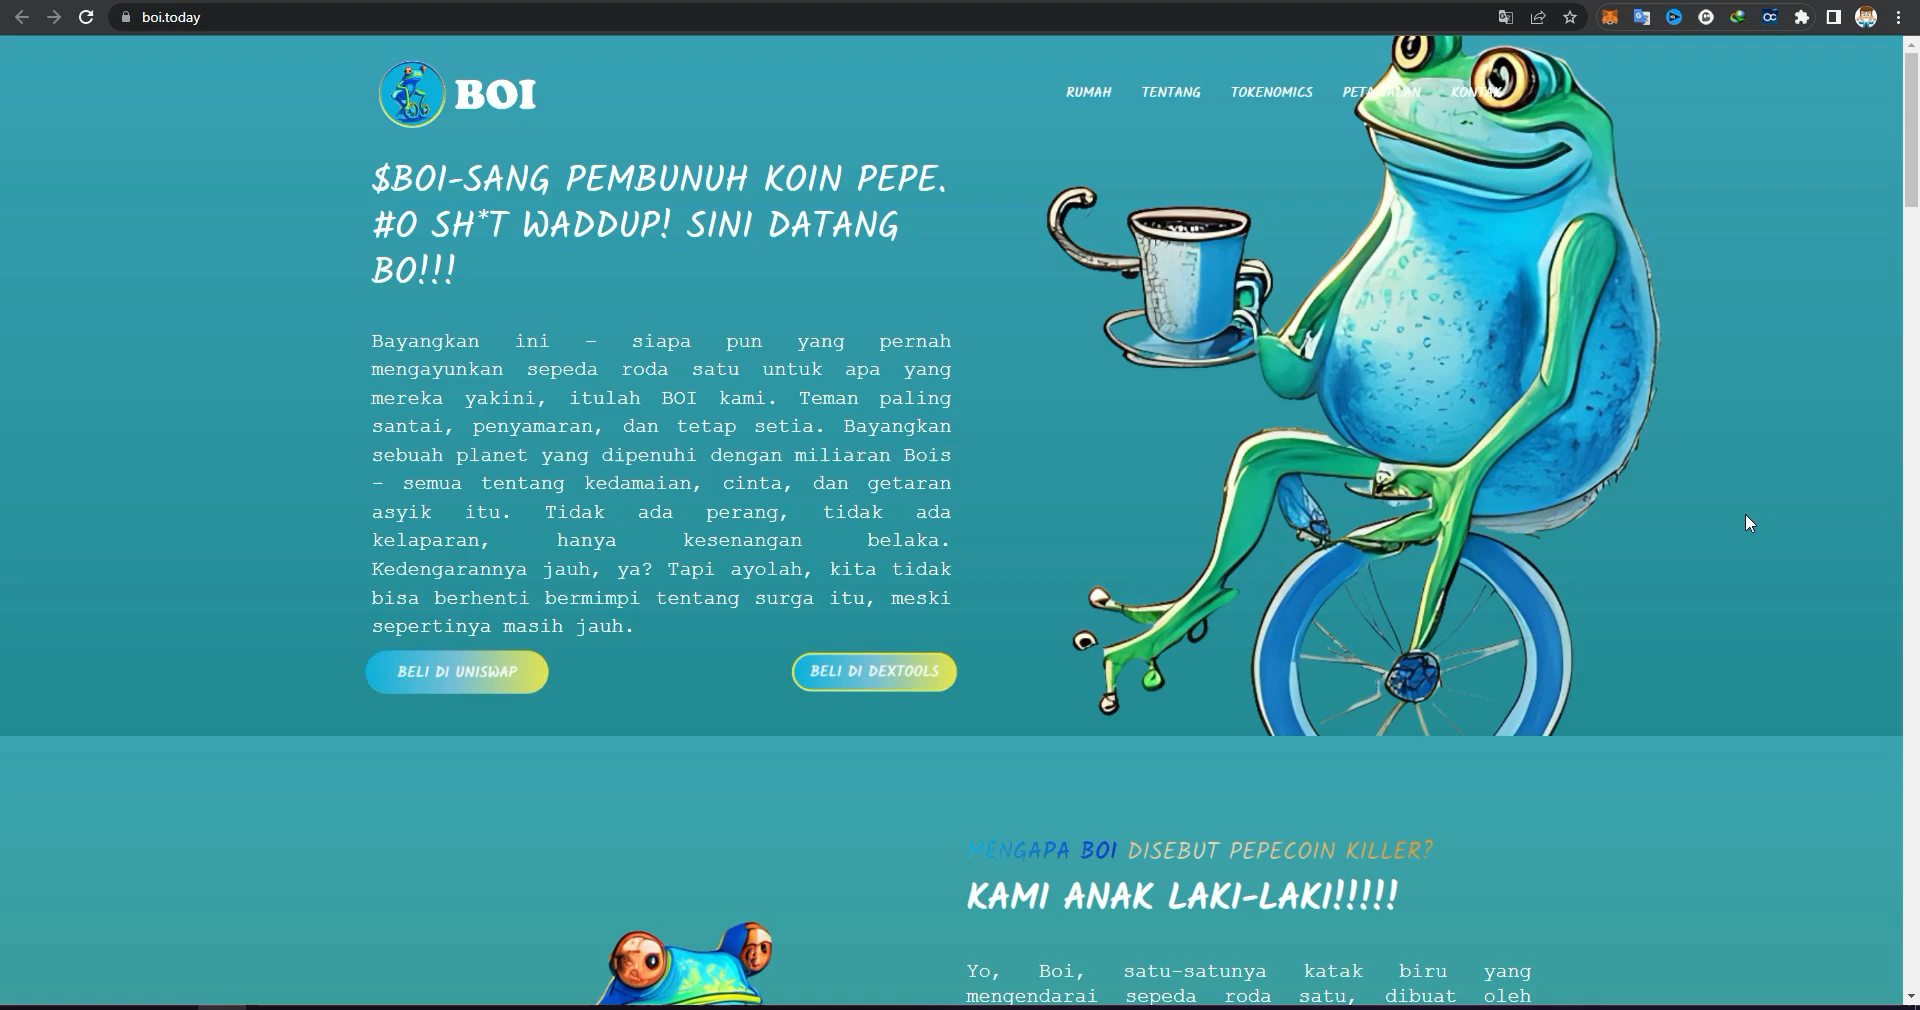 boi.today
BOI
RUMAH TENTANG TOKENOMICS PETA JALAN KONTAK
$BOI-SANG PEMBUNUH KOIN PEPE.
#O SH*T WADDUP! SINI DATANG
BO!!!
Bayangkan ini – siapa pun yang pernah
mengayunkan sepeda roda satu untuk apa yang
mereka yakini, itulah BOI kami. Teman paling
santai, penyamaran, dan tetap setia. Bayangkan
sebuah planet yang dipenuhi dengan miliaran Bois
– semua tentang kedamaian, cinta, dan getaran
asyik itu. Tidak ada perang, tidak ada
kelaparan, hanya kesenangan belaka.
Kedengarannya jauh, ya? Tapi ayolah, kita tidak
bisa berhenti bermimpi tentang surga itu, meski
sepertinya masih jauh.
BELI DI UNISWAP
BELI DI DEXTOOLS
MENGAPA BOI DISEBUT PEPECOIN KILLER?
KAMI ANAK LAKI-LAKI!!!!!
Yo, Boi, satu-satunya katak biru yang
mengendarai sepeda roda satu, dibuat oleh